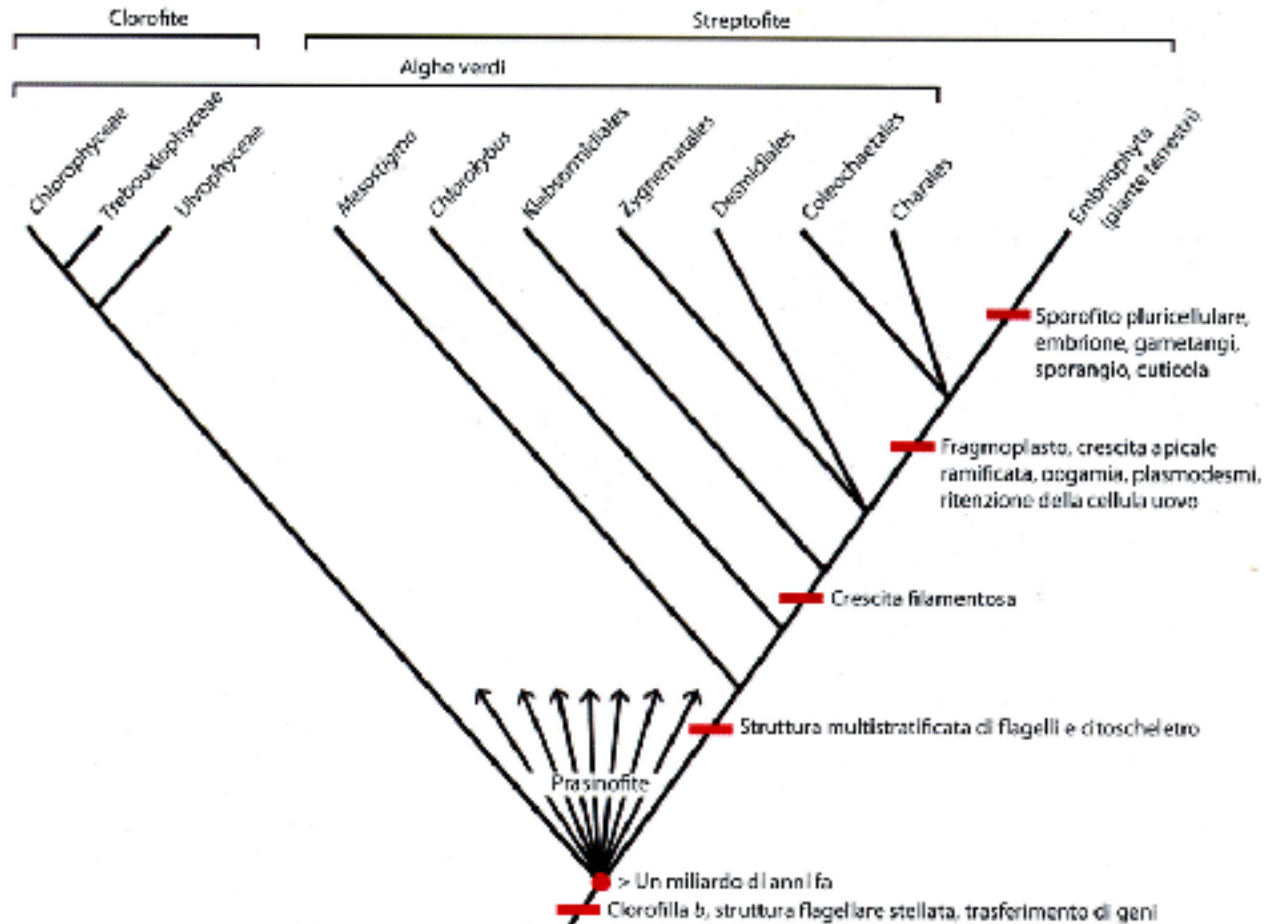 Clorofite
Streptofite
Alghe verdi
Chlorophyceae
Trebouxiophyceae
Ulvophyceae
Mesostigma
Chlorokybus
Klebsormidiales
Zygnematales
Desmidiales
Coleochaetales
Charales
Embriophyta
(piante terrestri)
Sporofito pluricellulare,
embrione, gametangi,
sporangio, cuticola
Fragmoplasto, crescita apicale
ramificata, oogamia, plasmodesmi,
ritenzione della cellula uovo
Crescita filamentosa
Struttura multistratificata di flagelli e citoscheletro
Prasinofite
> Un miliardo di anni fa
Clorofilla b, struttura flagellare stellata, trasferimento di geni